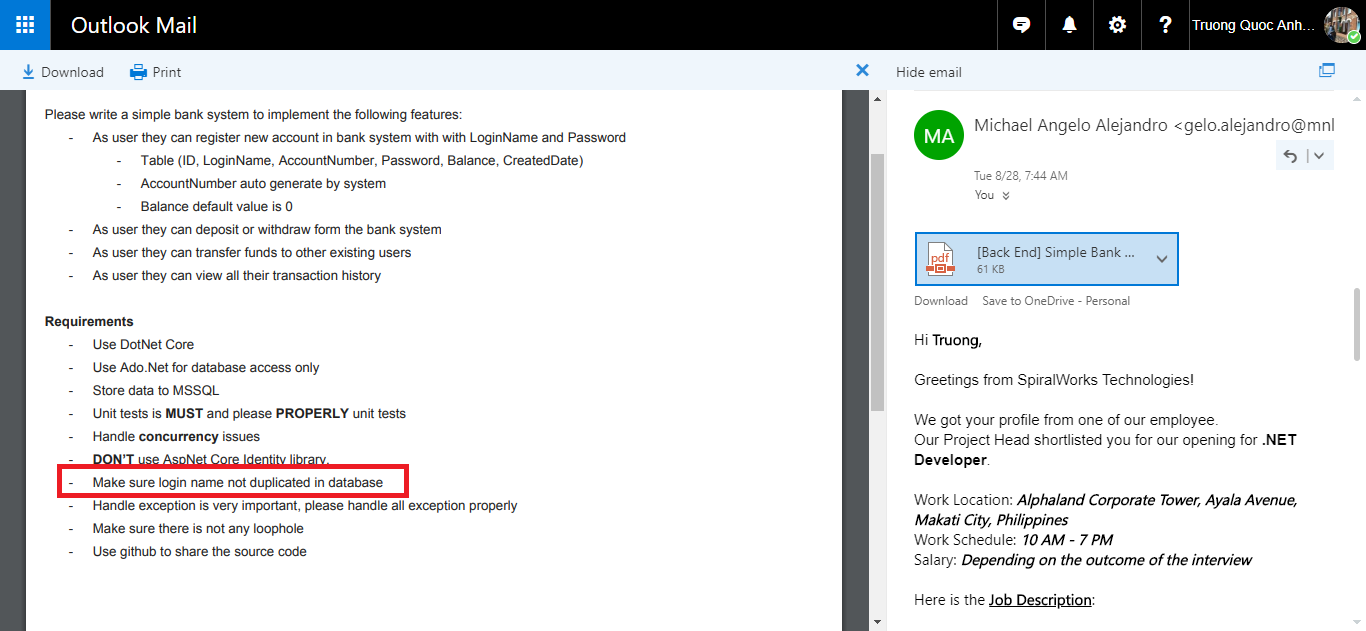 Outlook Mail
Truong Quoc Anh...
Download
Print
Hide email
Please write a simple bank system to implement the following features:
- As user they can register new account in bank system with with LoginName and Password
- Table (ID, LoginName, AccountNumber, Password, Balance, CreatedDate)
- AccountNumber auto generate by system
- Balance default value is 0
- As user they can deposit or withdraw form the bank system
- As user they can transfer funds to other existing users
- As user they can view all their transaction history
Requirements
- Use DotNet Core
- Use Ado.Net for database access only
- Store data to MSSQL
- Unit tests is MUST and please PROPERLY unit tests
- Handle concurrency issues
- DON'T use AspNet Core Identity library.
- Make sure login name not duplicated in database
- Handle exception is very important, please handle all exception properly
- Make sure there is not any loophole
- Use github to share the source code
MA
Michael Angelo Alejandro <gelo.alejandro@mnl
Tue 8/28, 7:44 AM
You
pdf
[Back End] Simple Bank ...
61 KB
Download Save to OneDrive - Personal
Hi Truong,
Greetings from SpiralWorks Technologies!
We got your profile from one of our employee.
Our Project Head shortlisted you for our opening for .NET
Developer.
Work Location: Alphaland Corporate Tower, Ayala Avenue,
Makati City, Philippines
Work Schedule: 10 AM - 7 PM
Salary: Depending on the outcome of the interview
Here is the Job Description: